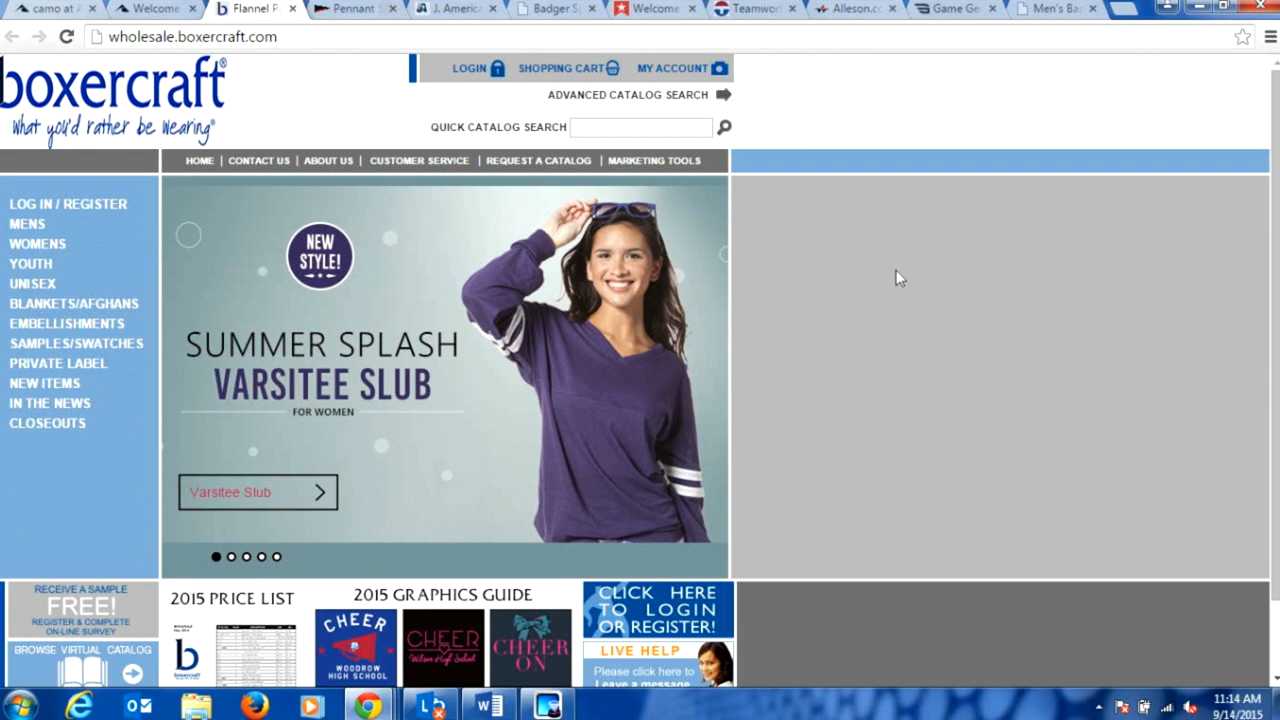 camo at A
Welcome
Flannel P
Pennant S
J. Americ
Badger Sp
Welcome
Teamwor
Alleson.c
Game Ge
Men's Ba
wholesale.boxercraft.com
boxercraft®
What you'd rather be wearing®
LOGIN
SHOPPING CART
MY ACCOUNT
ADVANCED CATALOG SEARCH
QUICK CATALOG SEARCH
HOME | CONTACT US | ABOUT US | CUSTOMER SERVICE | REQUEST A CATALOG | MARKETING TOOLS
LOG IN / REGISTER
MENS
WOMENS
YOUTH
UNISEX
BLANKETS/AFGHANS
EMBELLISHMENTS
SAMPLES/SWATCHES
PRIVATE LABEL
NEW ITEMS
IN THE NEWS
CLOSEOUTS
NEW
STYLE!
SUMMER SPLASH
VARSITEE SLUB
FOR WOMEN
Varsitee Slub
RECEIVE A SAMPLE
FREE!
REGISTER & COMPLETE
ON-LINE SURVEY
BROWSE VIRTUAL CATALOG
2015 PRICE LIST
b
2015 GRAPHICS GUIDE
CHEER
WOODROW
HIGH SCHOOL
CHEER
Wilson High School
CHEER
ON
CLICK HERE
TO LOGIN
OR REGISTER!
LIVE HELP
Please click here to
Leave a message
11:14 AM
9/14/2015